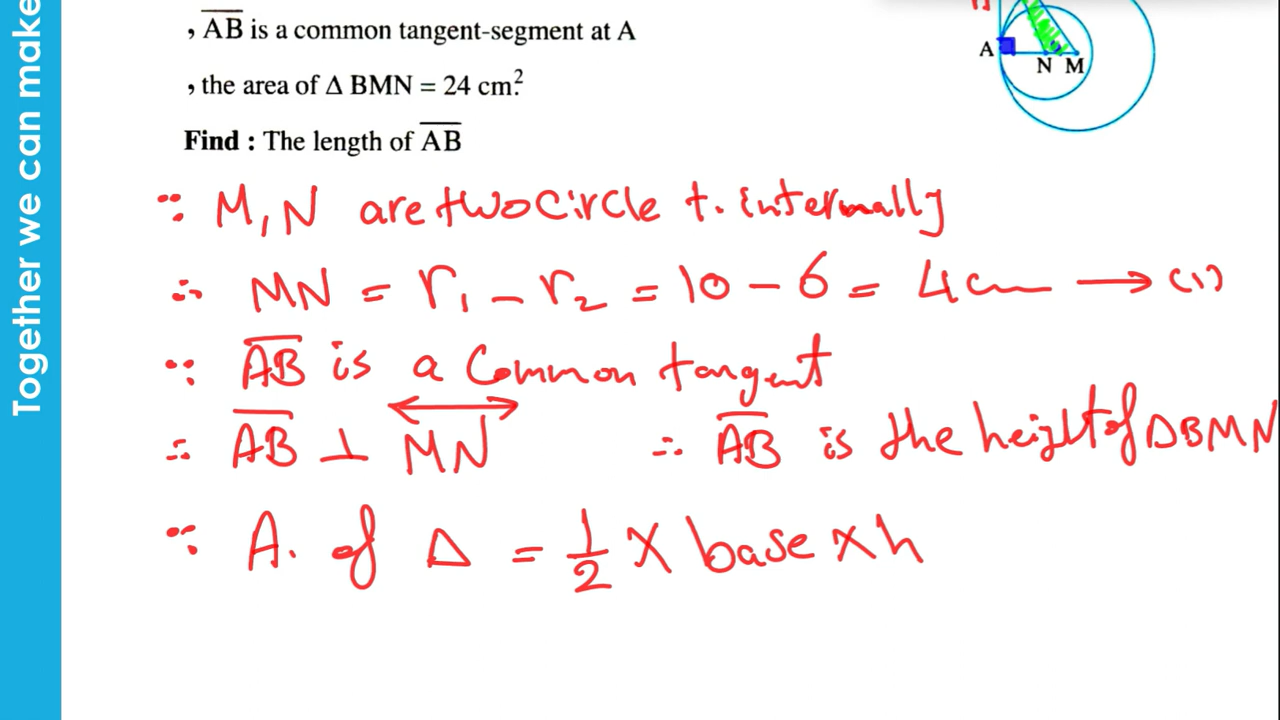 Together we can make
, AB is a common tangent-segment at A
, the area of Δ BMN = 24 cm².
Find : The length of AB
A
N M
∵ M, N are two circle t. internally
∴ MN = r₁ - r₂ = 10 - 6 = 4 cm → (1)
∵ AB is a common tangent
∴ AB ⊥ MN ∴ AB is the height of Δ BMN
∵ A. of Δ = 1/2 × base × h